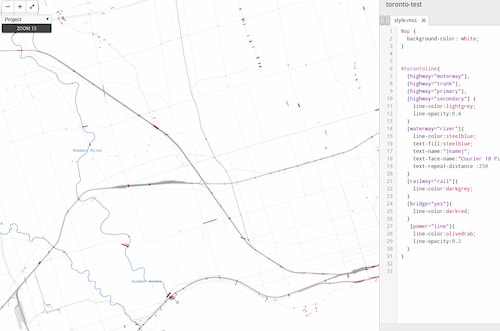 Project
ZOOM 13
Humber River
toronto-test
style.mss
1 Map {
2 background-color: white;
3 }
4
5
6 #torontoline{
7 [highway="motorway"],
8 [highway="trunk"],
9 [highway="primary"],
10 [highway="secondary"] {
11 line-color:lightgrey;
12 line-opacity:0.4
13 }
14 [waterway="river"]{
15 line-color:steelblue;
16 text-fill:steelblue;
17 text-name:"[name]";
18 text-face-name:"Courier 10 Pi
19 text-repeat-distance :250
20 }
21 [railway="rail"]{
22 line-color:darkgrey;
23 }
24 [bridge="yes"]{
25 line-color:darkred;
26 }
27 [power="line"]{
28 line-color:olivedrab;
29 line-opacity:0.2
30 }
31 }
32
33